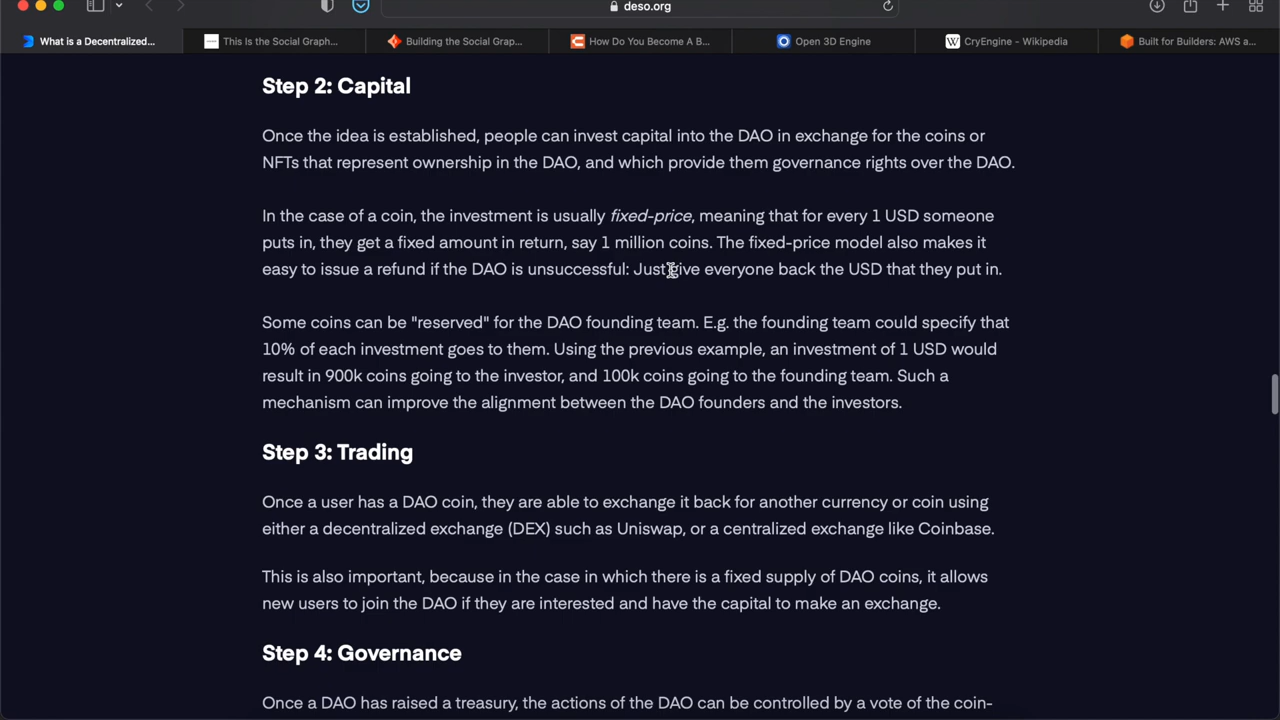 deso.org
What is a Decentralized...
This Is the Social Graph...
Building the Social Grap...
How Do You Become A B...
Open 3D Engine
CryEngine - Wikipedia
Built for Builders: AWS a...
Step 2: Capital
Once the idea is established, people can invest capital into the DAO in exchange for the coins or
NFTs that represent ownership in the DAO, and which provide them governance rights over the DAO.
In the case of a coin, the investment is usually fixed-price, meaning that for every 1 USD someone
puts in, they get a fixed amount in return, say 1 million coins. The fixed-price model also makes it
easy to issue a refund if the DAO is unsuccessful: Just give everyone back the USD that they put in.
Some coins can be "reserved" for the DAO founding team. E.g. the founding team could specify that
10% of each investment goes to them. Using the previous example, an investment of 1 USD would
result in 900k coins going to the investor, and 100k coins going to the founding team. Such a
mechanism can improve the alignment between the DAO founders and the investors.
Step 3: Trading
Once a user has a DAO coin, they are able to exchange it back for another currency or coin using
either a decentralized exchange (DEX) such as Uniswap, or a centralized exchange like Coinbase.
This is also important, because in the case in which there is a fixed supply of DAO coins, it allows
new users to join the DAO if they are interested and have the capital to make an exchange.
Step 4: Governance
Once a DAO has raised a treasury, the actions of the DAO can be controlled by a vote of the coin-